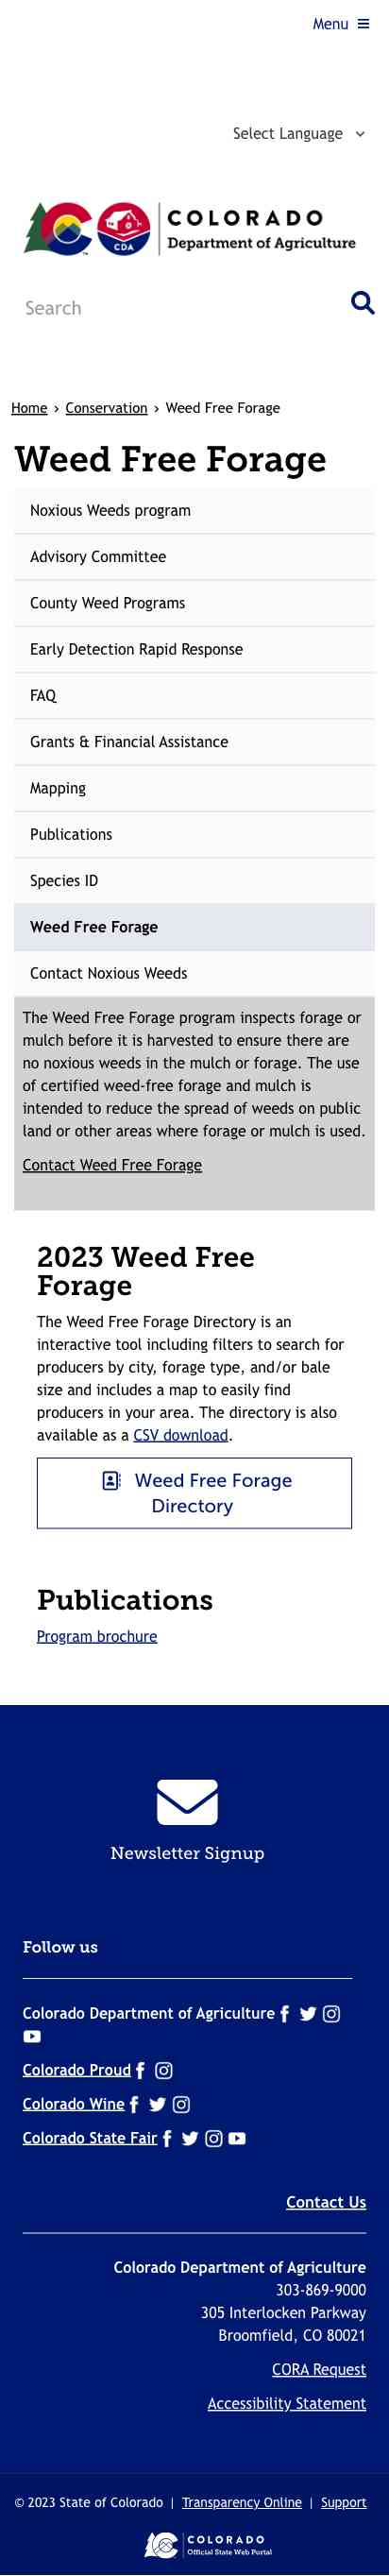 Menu
Select Language
CDA
COLORADO
Department of Agriculture
TM
Search
Home › Conservation › Weed Free Forage
Weed Free Forage
Noxious Weeds program
Advisory Committee
County Weed Programs
Early Detection Rapid Response
FAQ
Grants & Financial Assistance
Mapping
Publications
Species ID
Weed Free Forage
Contact Noxious Weeds
The Weed Free Forage program inspects forage or
mulch before it is harvested to ensure there are
no noxious weeds in the mulch or forage. The use
of certified weed-free forage and mulch is
intended to reduce the spread of weeds on public
land or other areas where forage or mulch is used.
Contact Weed Free Forage
2023 Weed Free
Forage
The Weed Free Forage Directory is an
interactive tool including filters to search for
producers by city, forage type, and/or bale
size and includes a map to easily find
producers in your area. The directory is also
available as a CSV download.
Weed Free Forage
Directory
Publications
Program brochure
Newsletter Signup
Follow us
Colorado Department of Agriculture
Colorado Proud
Colorado Wine
Colorado State Fair
Contact Us
Colorado Department of Agriculture
303-869-9000
305 Interlocken Parkway
Broomfield, CO 80021
CORA Request
Accessibility Statement
© 2023 State of Colorado | Transparency Online | Support
COLORADO
Official State Web Portal